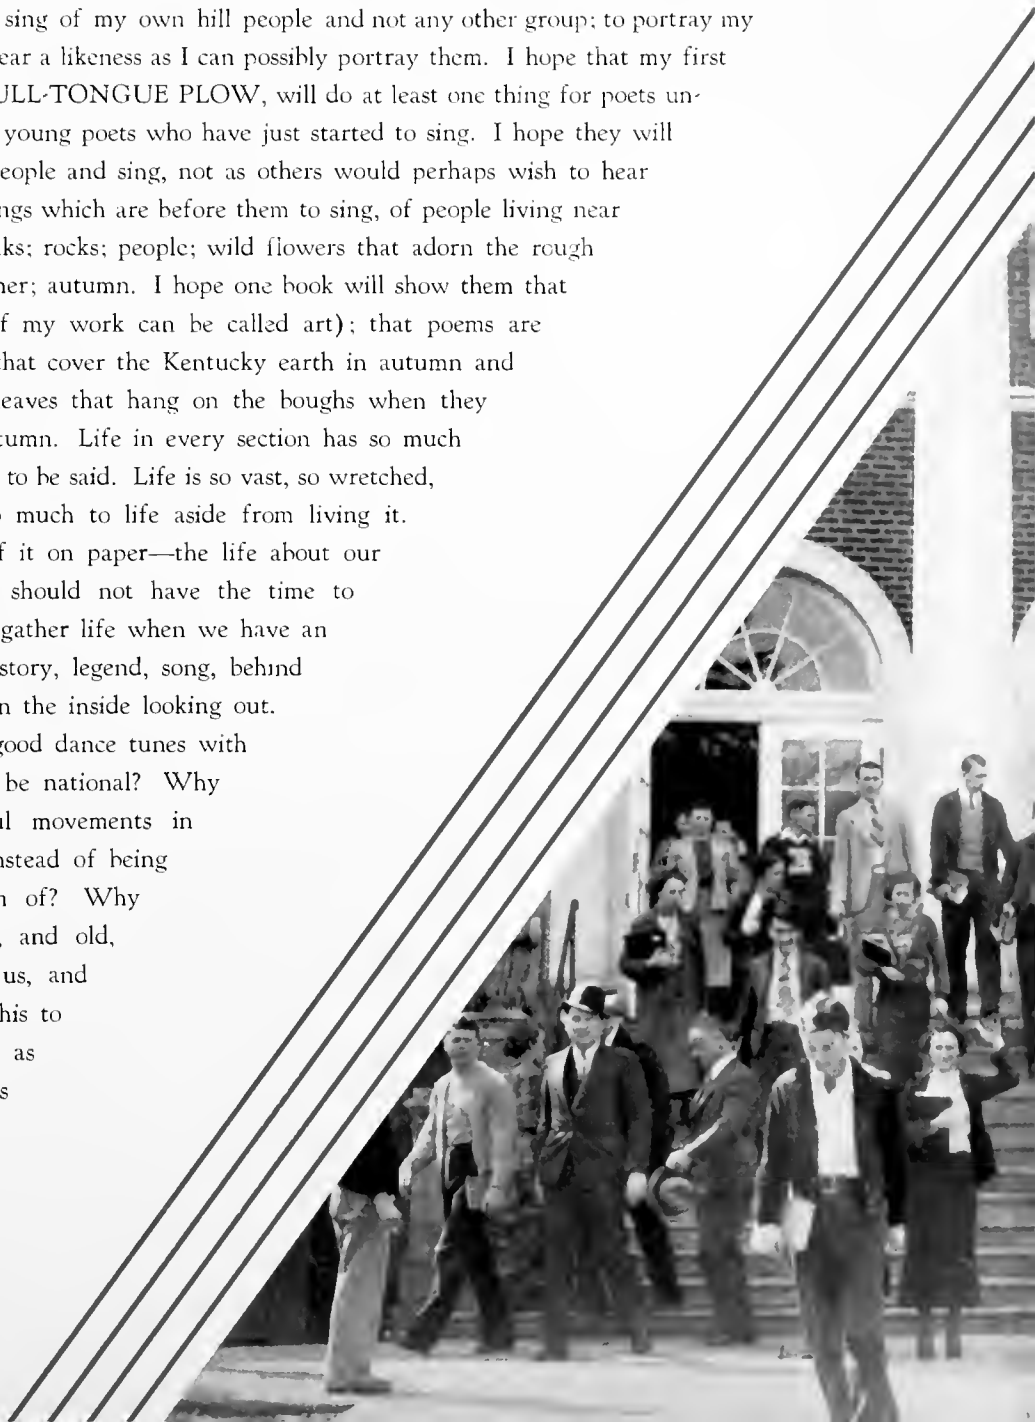 sing of my own hill people and not any other group; to portray my
ear a likeness as I can possibly portray them. I hope that my first
ULL-TONGUE PLOW, will do at least one thing for poets un-
young poets who have just started to sing. I hope they will
eople and sing, not as others would perhaps wish to hear
ngs which are before them to sing, of people living near
ks; rocks; people; wild flowers that adorn the rough
ner; autumn. I hope one book will show them that
f my work can be called art); that poems are
that cover the Kentucky earth in autumn and
eaves that hang on the boughs when they
tumn. Life in every section has so much
to be said. Life is so vast, so wretched,
o much to life aside from living it.
f it on paper—the life about our
should not have the time to
gather life when we have an
story, legend, song, behind
n the inside looking out.
good dance tunes with
be national? Why
ul movements in
nstead of being
n of? Why
, and old,
us, and
his to
as
s